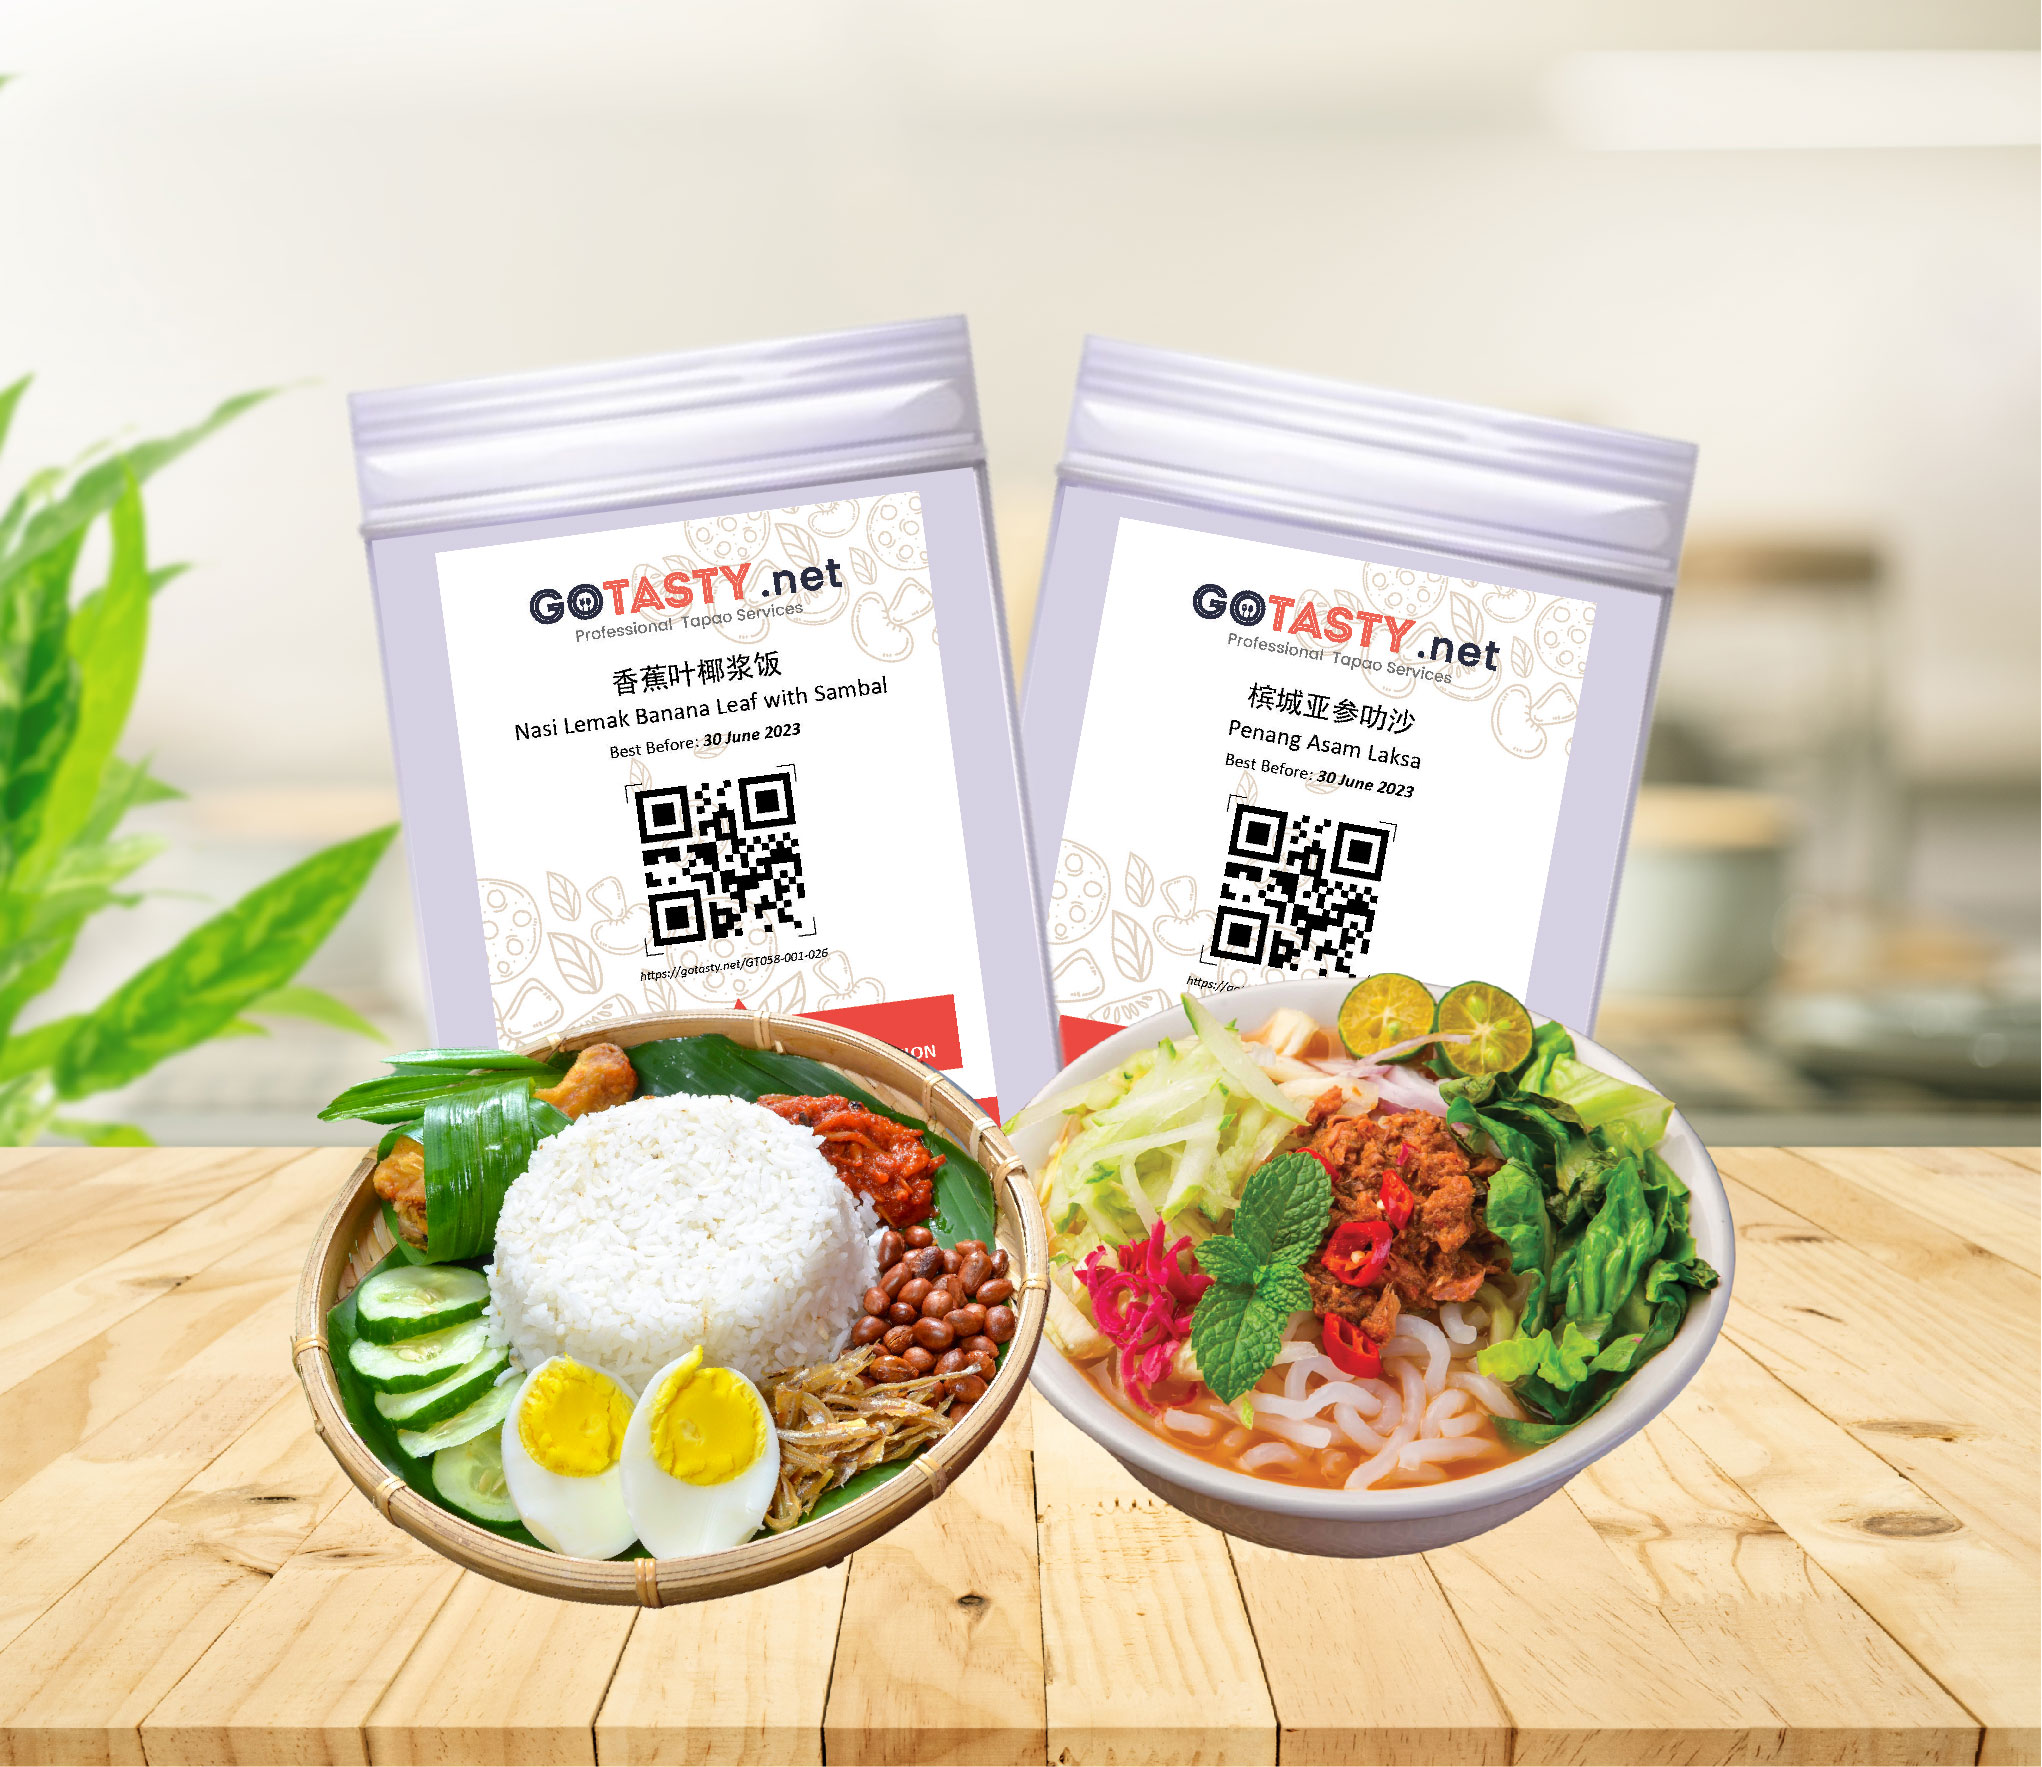 GOTASTY.net
Professional Tapao Services
香蕉叶椰浆饭
Nasi Lemak Banana Leaf with Sambal
Best Before: 30 June 2023
https://gotasty.net/GT058-001-026
GOTASTY.net
Professional Tapao Services
槟城亚参叻沙
Penang Asam Laksa
Best Before: 30 June 2023